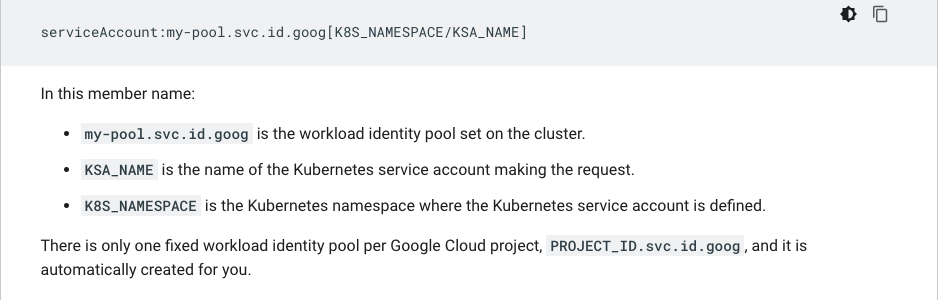 serviceAccount:my-pool.svc.id.goog[K8S_NAMESPACE/KSA_NAME]
In this member name:
• my-pool.svc.id.goog is the workload identity pool set on the cluster.
• KSA_NAME is the name of the Kubernetes service account making the request.
• K8S_NAMESPACE is the Kubernetes namespace where the Kubernetes service account is defined.
There is only one fixed workload identity pool per Google Cloud project, PROJECT_ID.svc.id.goog, and it is
automatically created for you.